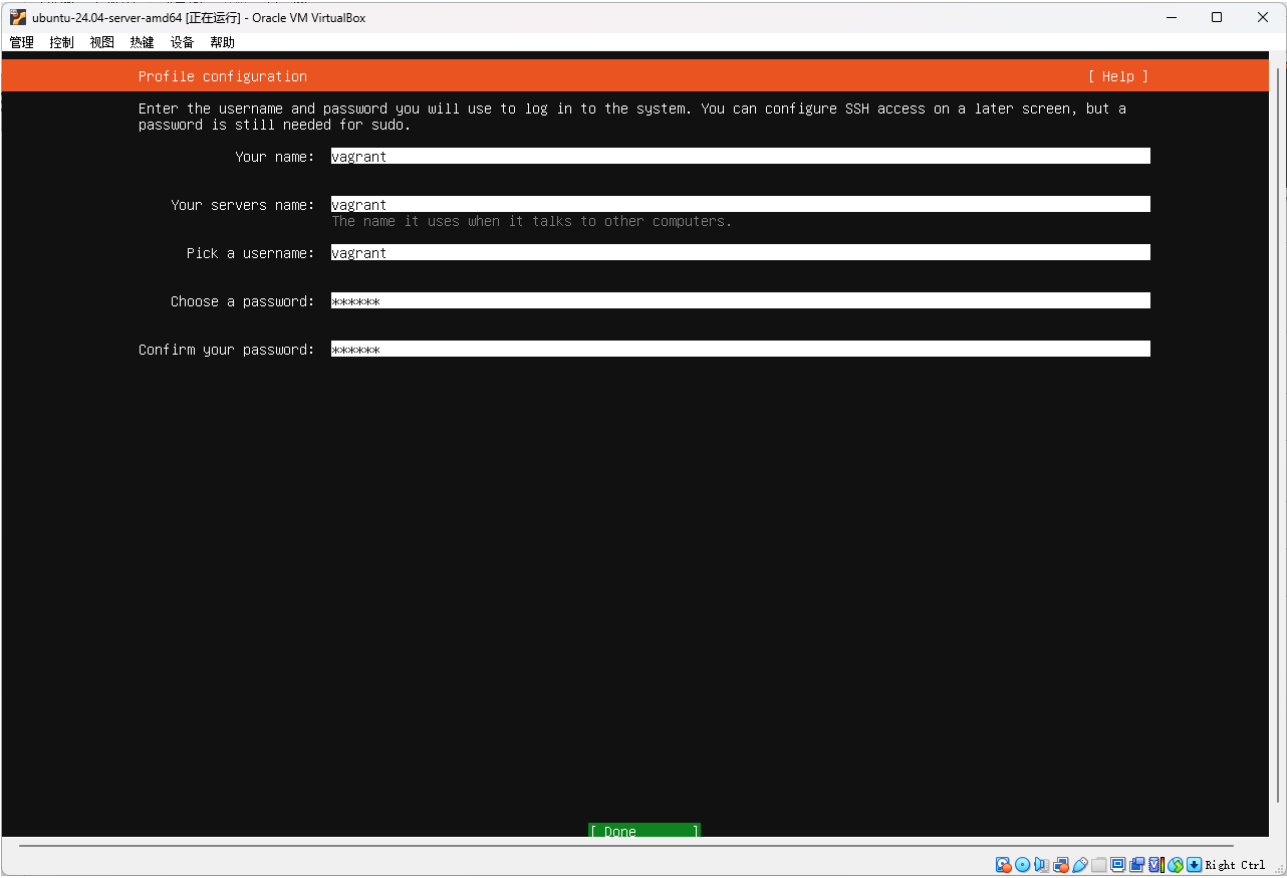 ubuntu-24.04-server-amd64 [正在运行] - Oracle VM VirtualBox
管理 控制 视图 热键 设备 帮助
Profile configuration [ Help ]
Enter the username and password you will use to log in to the system. You can configure SSH access on a later screen, but a
password is still needed for sudo.
Your name: vagrant
Your servers name: vagrant
The name it uses when it talks to other computers.
Pick a username: vagrant
Choose a password: ******
Confirm your password: ******
[ Done ]
Right Ctrl